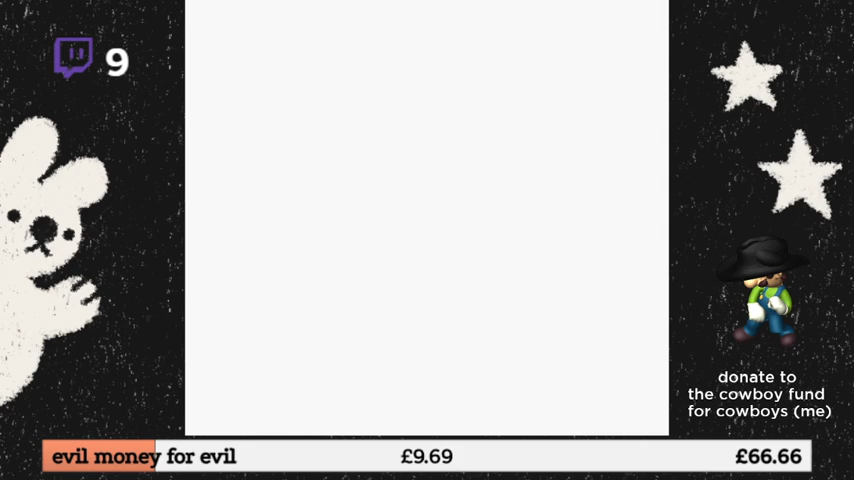 9
donate to
the cowboy fund
for cowboys (me)
evil money for evil £9.69 £66.66